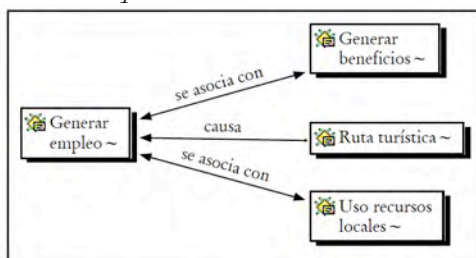 Generar
beneficios ~
se asocia con
Generar
empleo ~
causa
Ruta turística ~
se asocia con
Uso recursos
locales ~